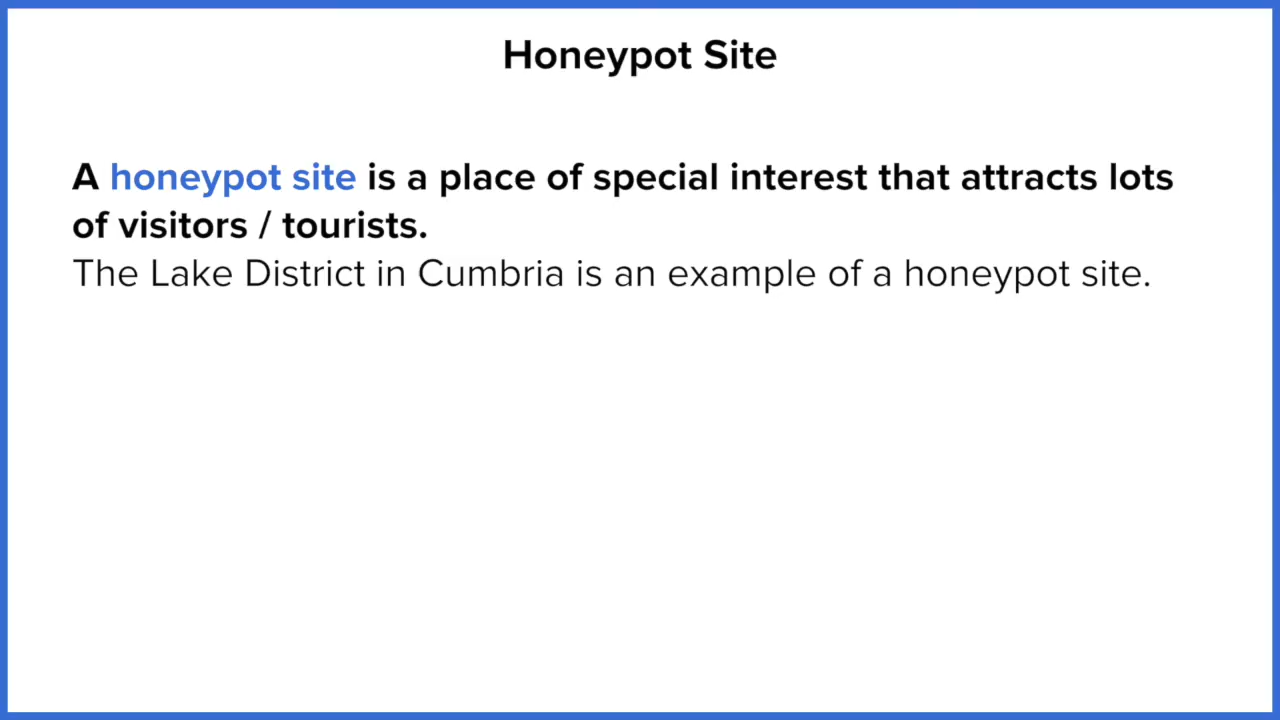 Honeypot Site
A honeypot site is a place of special interest that attracts lots
of visitors / tourists.
The Lake District in Cumbria is an example of a honeypot site.